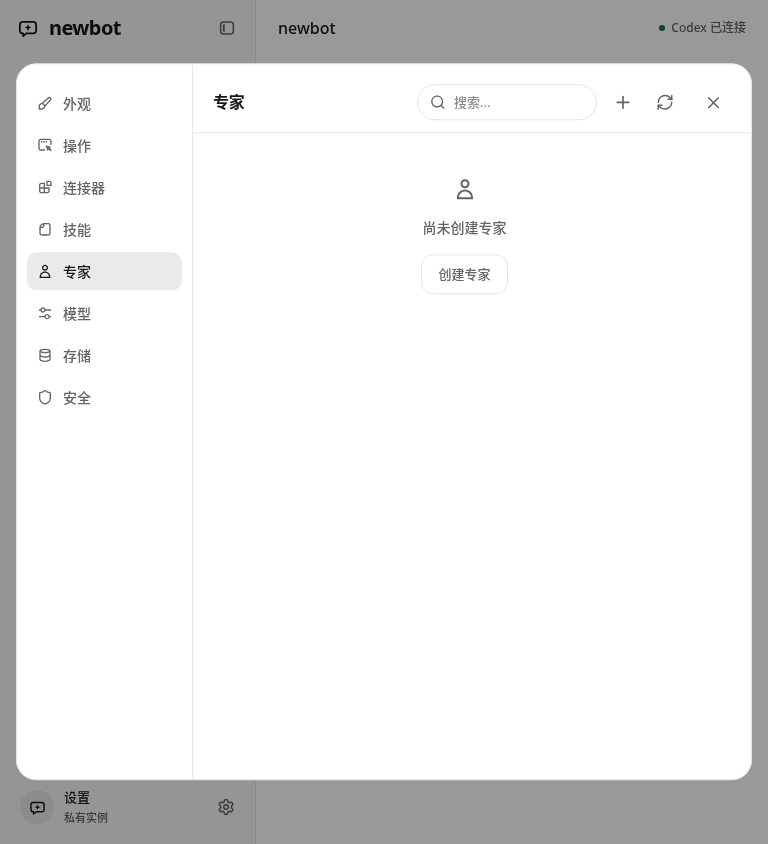 newbot
newbot
Codex 已连接
外观
操作
连接器
技能
专家
模型
存储
安全
专家
搜索...
尚未创建专家
创建专家
设置
私有实例